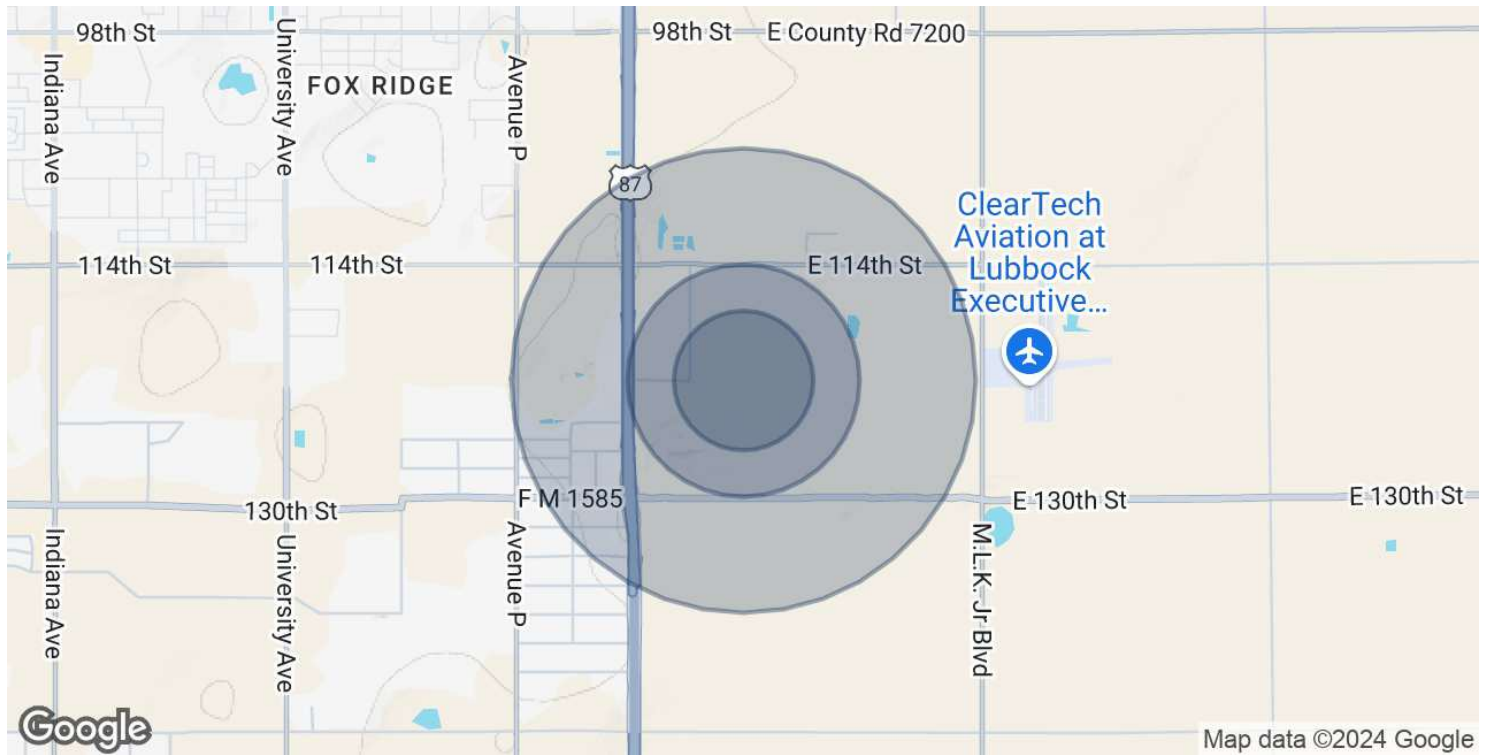 98th St
98th St
E County Rd 7200
Indiana Ave
University Ave
FOX RIDGE
Avenue P
87
ClearTech
Aviation at
Lubbock
Executive...
114th St
114th St
E 114th St
130th St
F M 1585
E 130th St
E 130th St
Indiana Ave
University Ave
Avenue P
M.L.K. Jr Blvd
Google
Map data ©2024 Google